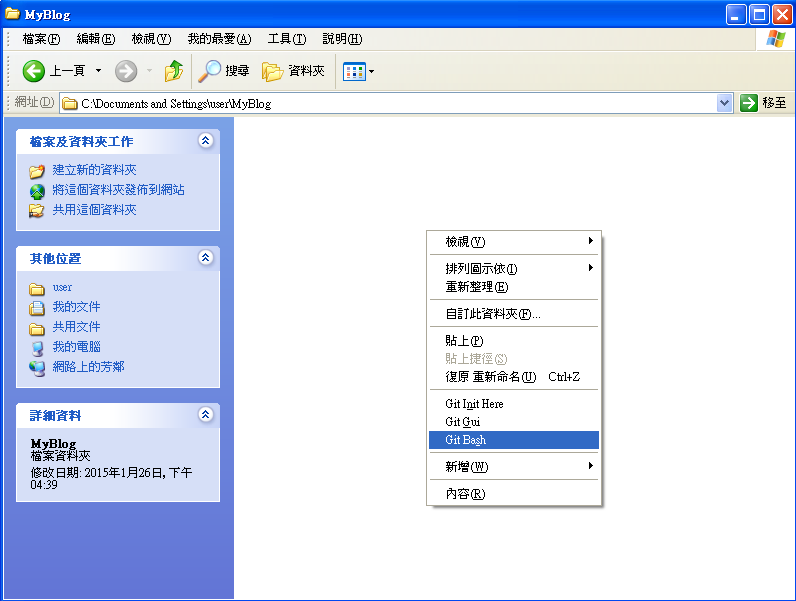 MyBlog
檔案(F) 編輯(E) 檢視(V) 我的最愛(A) 工具(T) 說明(H)
上一頁 搜尋 資料夾
網址(D) C:\Documents and Settings\user\MyBlog 移至
檔案及資料夾工作
建立新的資料夾
將這個資料夾發佈到網站
共用這個資料夾
其他位置
user
我的文件
共用文件
我的電腦
網路上的芳鄰
詳細資料
MyBlog
檔案資料夾
修改日期: 2015年1月26日, 下午
04:39
檢視(V)
排列圖示依(I)
重新整理(E)
自訂此資料夾(F)...
貼上(P)
貼上捷徑(S)
復原 重新命名(U) Ctrl+Z
Git Init Here
Git Gui
Git Bash
新增(W)
內容(R)